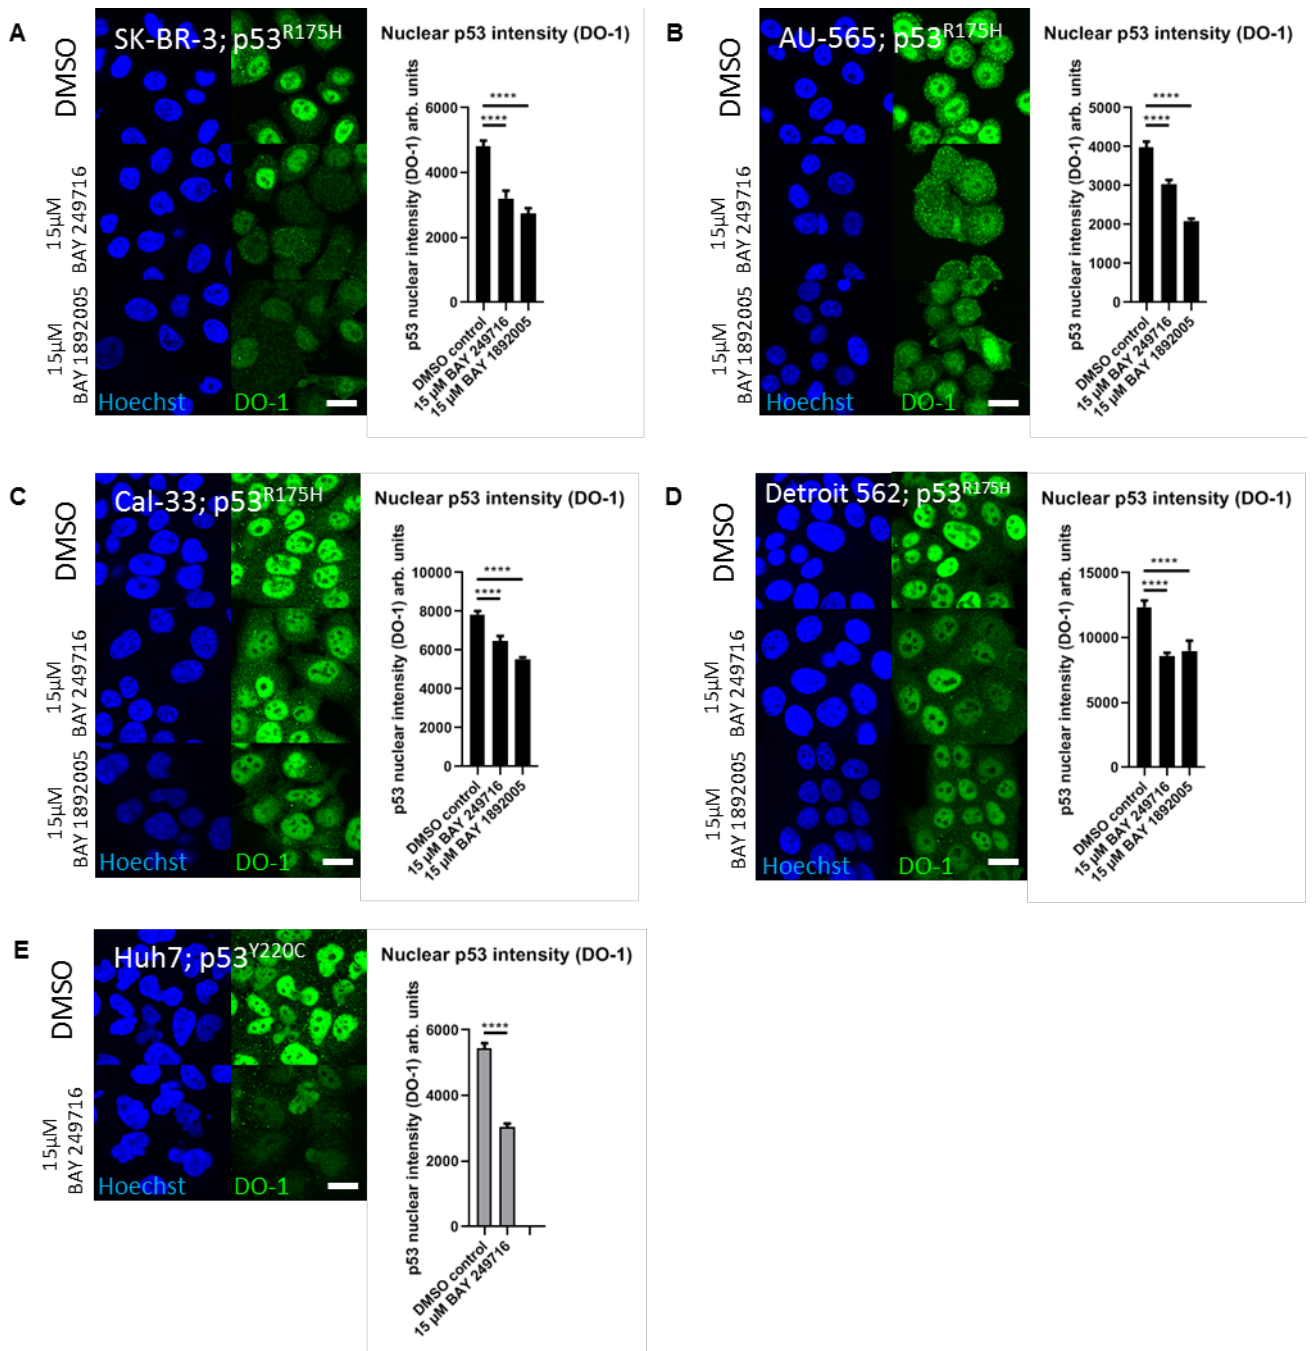 A
SK-BR-3; p53R175H
DMSO
15µM
BAY 249716
15µM
BAY 1892005
Hoechst
DO-1
Nuclear p53 intensity (DO-1)
p53 nuclear intensity (DO-1) arb. units
6000
4000
2000
0
****
****
DMSO control
15 µM BAY 249716
15 µM BAY 1892005
B
AU-565; p53R175H
DMSO
15µM
BAY 249716
15µM
BAY 1892005
Hoechst
DO-1
Nuclear p53 intensity (DO-1)
p53 nuclear intensity (DO-1) arb. units
5000
4000
3000
2000
1000
0
****
****
DMSO control
15 µM BAY 249716
15 µM BAY 1892005
C
Cal-33; p53R175H
DMSO
15µM
BAY 249716
15µM
BAY 1892005
Hoechst
DO-1
Nuclear p53 intensity (DO-1)
p53 nuclear intensity (DO-1) arb. units
10000
8000
6000
4000
2000
0
****
****
DMSO control
15 µM BAY 249716
15 µM BAY 1892005
D
Detroit 562; p53R175H
DMSO
15µM
BAY 249716
15µM
BAY 1892005
Hoechst
DO-1
Nuclear p53 intensity (DO-1)
p53 nuclear intensity (DO-1) arb. units
15000
10000
5000
0
****
****
DMSO control
15 µM BAY 249716
15 µM BAY 1892005
E
Huh7; p53Y220C
DMSO
15µM
BAY 249716
Hoechst
DO-1
Nuclear p53 intensity (DO-1)
p53 nuclear intensity (DO-1) arb. units
6000
4000
2000
0
****
DMSO control
15 µM BAY 249716